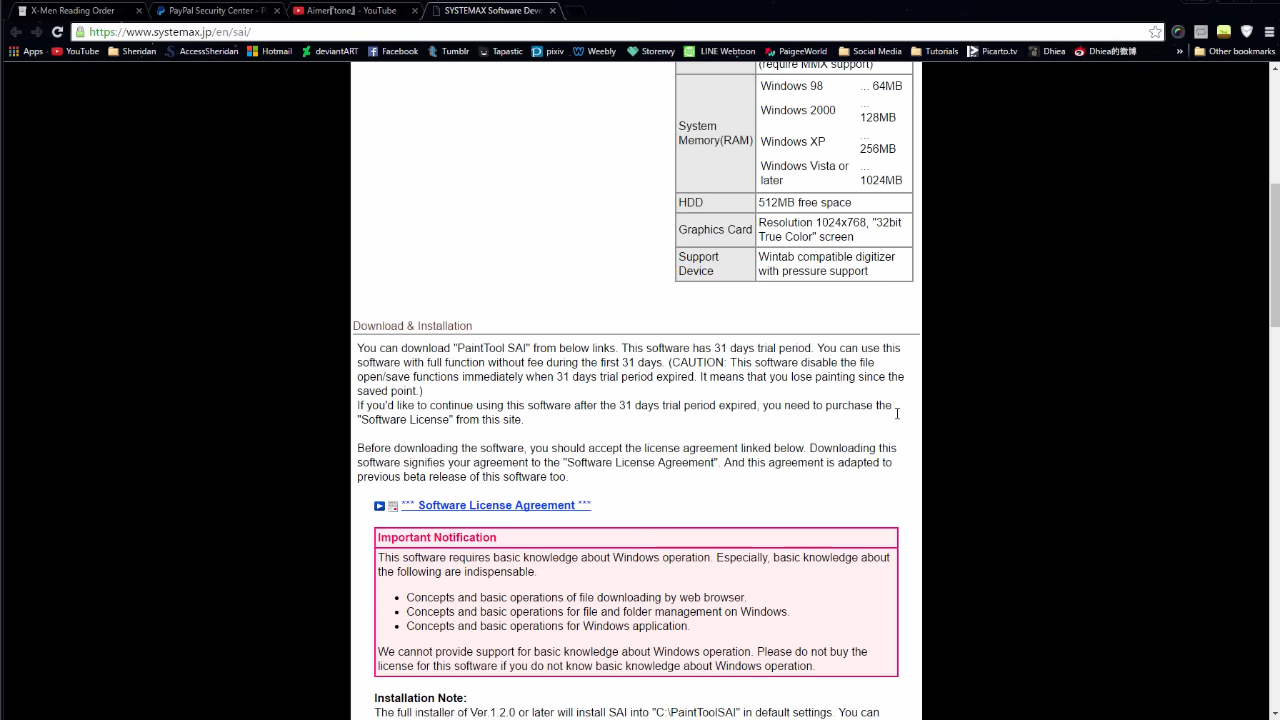 X-Men Reading Order
PayPal Security Center - P
Aimer『tone』 - YouTube
SYSTEMAX Software Deve
https://www.systemax.jp/en/sai/
Apps YouTube Sheridan AccessSheridan Hotmail deviantART Facebook Tumblr Tapastic pixiv Weebly Storenvy LINE Webtoon PaigeeWorld Social Media Tutorials Picarto.tv Dhiea Dhiea的微博 » Other bookmarks
(require MMX support)
System Memory(RAM)
Windows 98 ... 64MB
Windows 2000 ... 128MB
Windows XP ... 256MB
Windows Vista or later ... 1024MB
HDD 512MB free space
Graphics Card Resolution 1024x768, "32bit
True Color" screen
Support Device Wintab compatible digitizer
with pressure support
Download & Installation
You can download "PaintTool SAI" from below links. This software has 31 days trial period. You can use this
software with full function without fee during the first 31 days. (CAUTION: This software disable the file
open/save functions immediately when 31 days trial period expired. It means that you lose painting since the
saved point.)
If you'd like to continue using this software after the 31 days trial period expired, you need to purchase the
"Software License" from this site.
Before downloading the software, you should accept the license agreement linked below. Downloading this
software signifies your agreement to the "Software License Agreement". And this agreement is adapted to
previous beta release of this software too.
*** Software License Agreement ***
Important Notification
This software requires basic knowledge about Windows operation. Especially, basic knowledge about
the following are indispensable.
• Concepts and basic operations of file downloading by web browser.
• Concepts and basic operations for file and folder management on Windows.
• Concepts and basic operations for Windows application.
We cannot provide support for basic knowledge about Windows operation. Please do not buy the
license for this software if you do not know basic knowledge about Windows operation.
Installation Note:
The full installer of Ver.1.2.0 or later will install SAI into "C:\PaintToolSAI" in default settings. You can